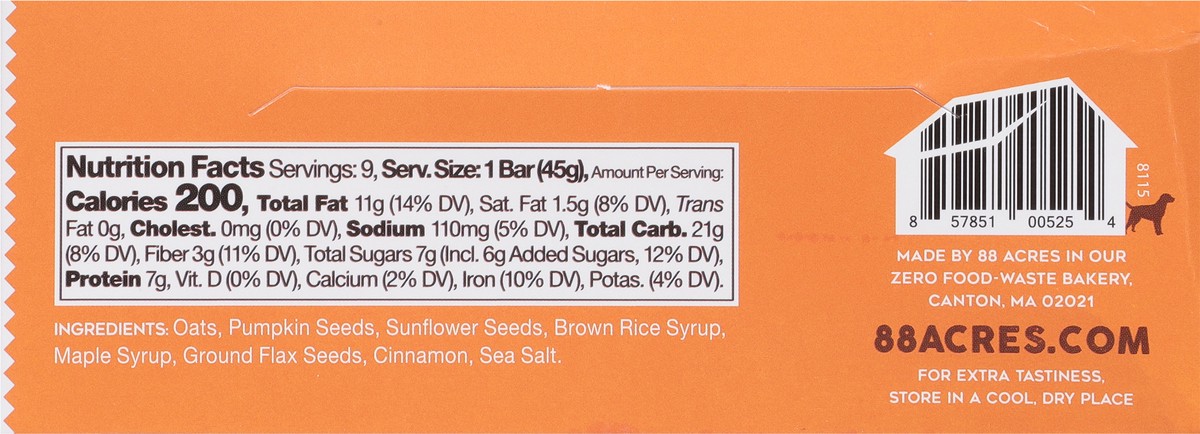 Nutrition Facts Servings: 9, Serv. Size: 1 Bar (45g), Amount Per Serving:
Calories 200, Total Fat 11g (14% DV), Sat. Fat 1.5g (8% DV), Trans
Fat 0g, Cholest. 0mg (0% DV), Sodium 110mg (5% DV), Total Carb. 21g
(8% DV), Fiber 3g (11% DV), Total Sugars 7g (Incl. 6g Added Sugars, 12% DV),
Protein 7g, Vit. D (0% DV), Calcium (2% DV), Iron (10% DV), Potas. (4% DV).
INGREDIENTS: Oats, Pumpkin Seeds, Sunflower Seeds, Brown Rice Syrup,
Maple Syrup, Ground Flax Seeds, Cinnamon, Sea Salt.
8115
8 57851 00525 4
MADE BY 88 ACRES IN OUR
ZERO FOOD-WASTE BAKERY,
CANTON, MA 02021
88ACRES.COM
FOR EXTRA TASTINESS,
STORE IN A COOL, DRY PLACE